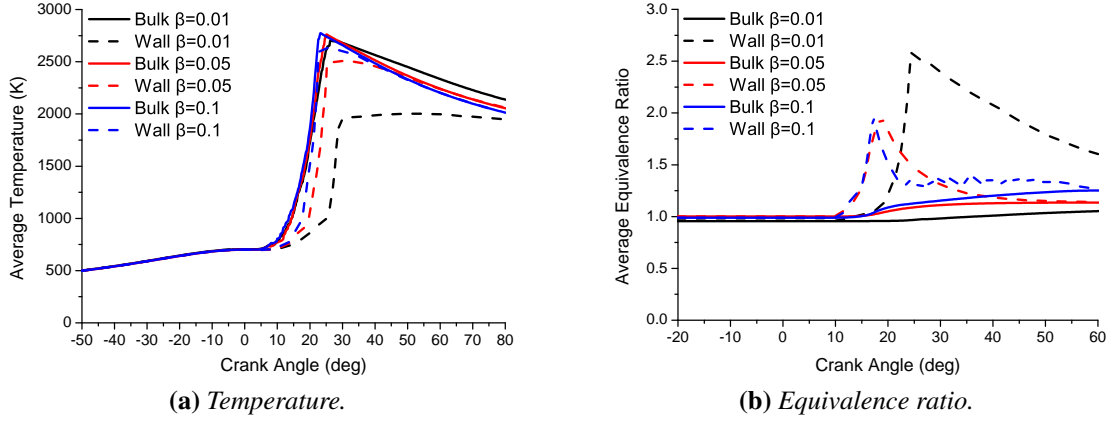 Bulk β=0.01
Wall β=0.01
Bulk β=0.05
Wall β=0.05
Bulk β=0.1
Wall β=0.1
3000
2500
2000
1500
1000
500
0
Average Temperature (K)
-50 -40 -30 -20 -10 0 10 20 30 40 50 60 70 80
Crank Angle (deg)
(a) Temperature.
Bulk β=0.01
Wall β=0.01
Bulk β=0.05
Wall β=0.05
Bulk β=0.1
Wall β=0.1
3.0
2.5
2.0
1.5
1.0
0.5
0.0
Average Equivalence Ratio
-20 -10 0 10 20 30 40 50 60
Crank Angle (deg)
(b) Equivalence ratio.